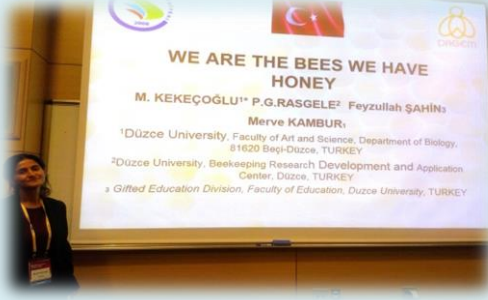 WE ARE THE BEES WE HAVE
HONEY
M. KEKEÇOĞLU¹* P.G.RASGELE² Feyzullah ŞAHİN₃
Merve KAMBUR₁
¹Düzce University, Faculty of Art and Science, Department of Biology,
81620 Beçi-Düzce, TURKEY
²Düzce University, Beekeeping Research Development and Application
Center, Düzce, TURKEY
₃ Gifted Education Division, Faculty of Education, Duzce University, TURKEY